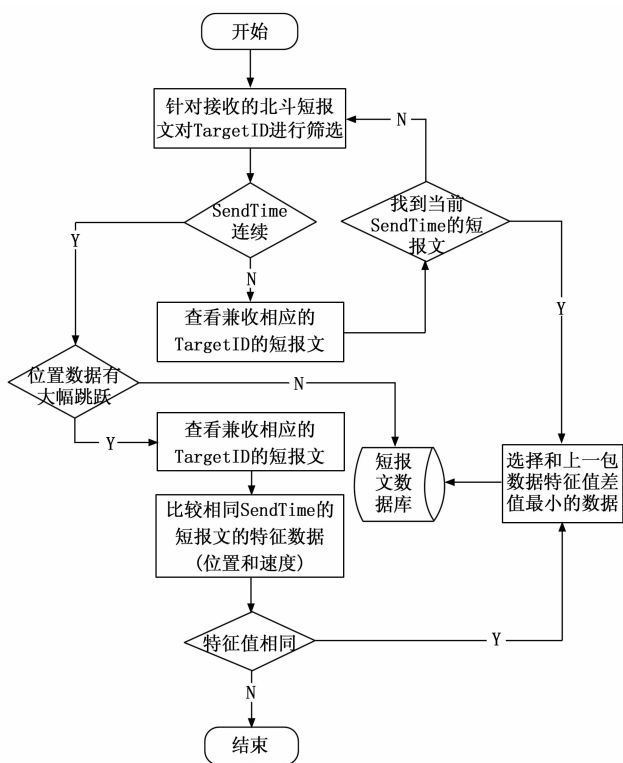 开始
针对接收的北斗短报
文对TargetID进行筛选
N
SendTime
连续
找到当前
SendTime的短
报文
Y
N
Y
查看兼收相应的
TargetID的短报文
位置数据有
大幅跳跃
N
Y
查看兼收相应的
TargetID的短报文
短报
文数
据库
选择和上一包
数据特征值差
值最小的数据
比较相同SendTime的
短报文的特征数据
(位置和速度)
特征值相同
Y
N
结束